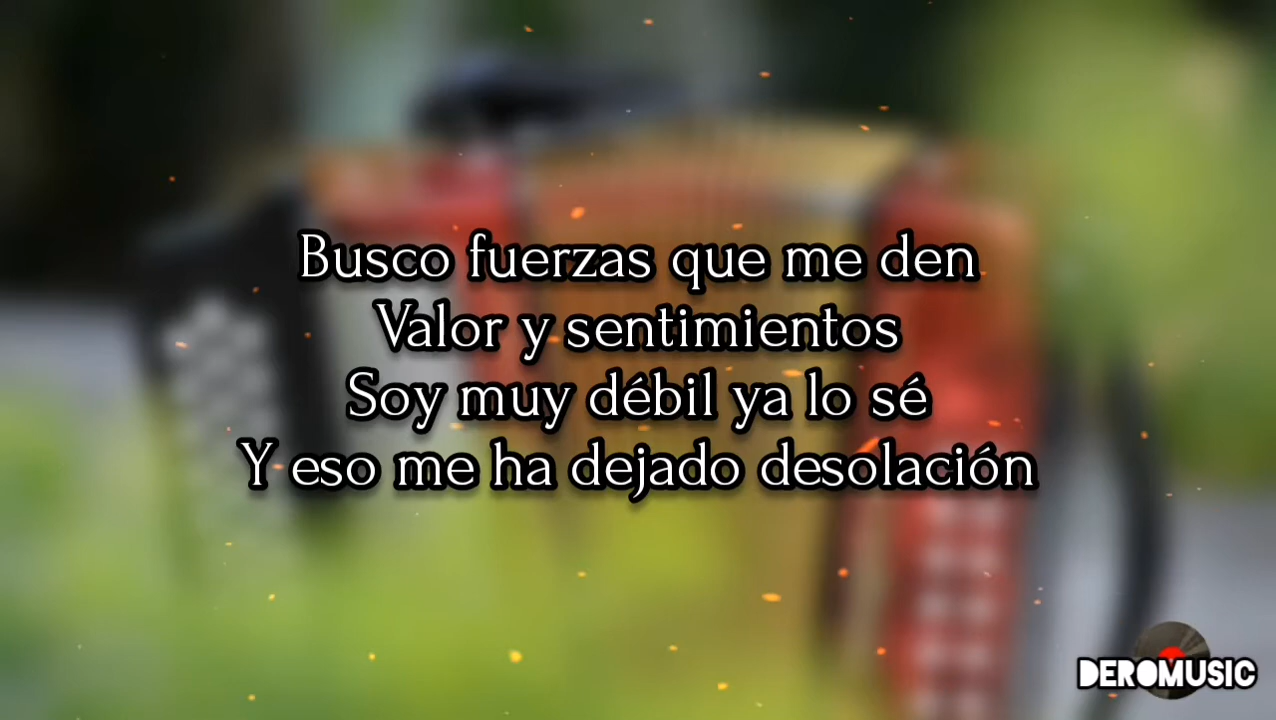 Busco fuerzas que me den
Valor y sentimientos
Soy muy débil ya lo sé
Y eso me ha dejado desolación
DEROMUSIC